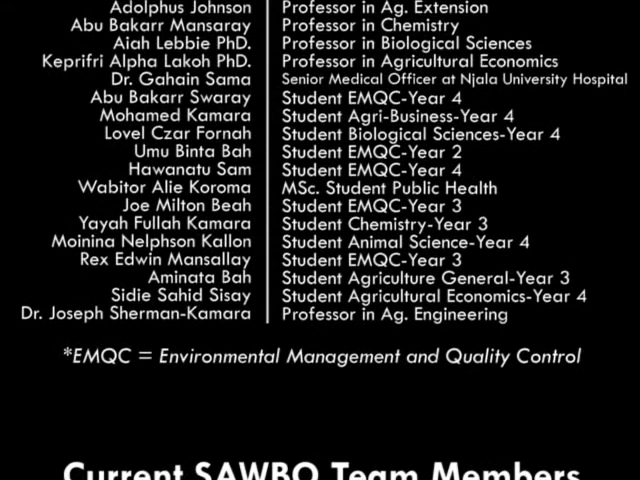 Adolphus Johnson Professor in Ag. Extension
Abu Bakarr Mansaray Professor in Chemistry
Aiah Lebbie PhD. Professor in Biological Sciences
Keprifri Alpha Lakoh PhD. Professor in Agricultural Economics
Dr. Gahain Sama Senior Medical Officer at Njala University Hospital
Abu Bakarr Swaray Student EMQC-Year 4
Mohamed Kamara Student Agri-Business-Year 4
Lovel Czar Fornah Student Biological Sciences-Year 4
Umu Binta Bah Student EMQC-Year 2
Hawanatu Sam Student EMQC-Year 4
Wabitor Alie Koroma MSc. Student Public Health
Joe Milton Beah Student EMQC-Year 3
Yayah Fullah Kamara Student Chemistry-Year 3
Moinina Nelphson Kallon Student Animal Science-Year 4
Rex Edwin Mansallay Student EMQC-Year 3
Aminata Bah Student Agriculture General-Year 3
Sidie Sahid Sisay Student Agricultural Economics-Year 4
Dr. Joseph Sherman-Kamara Professor in Ag. Engineering
*EMQC = Environmental Management and Quality Control
Current SAWBO Team Members